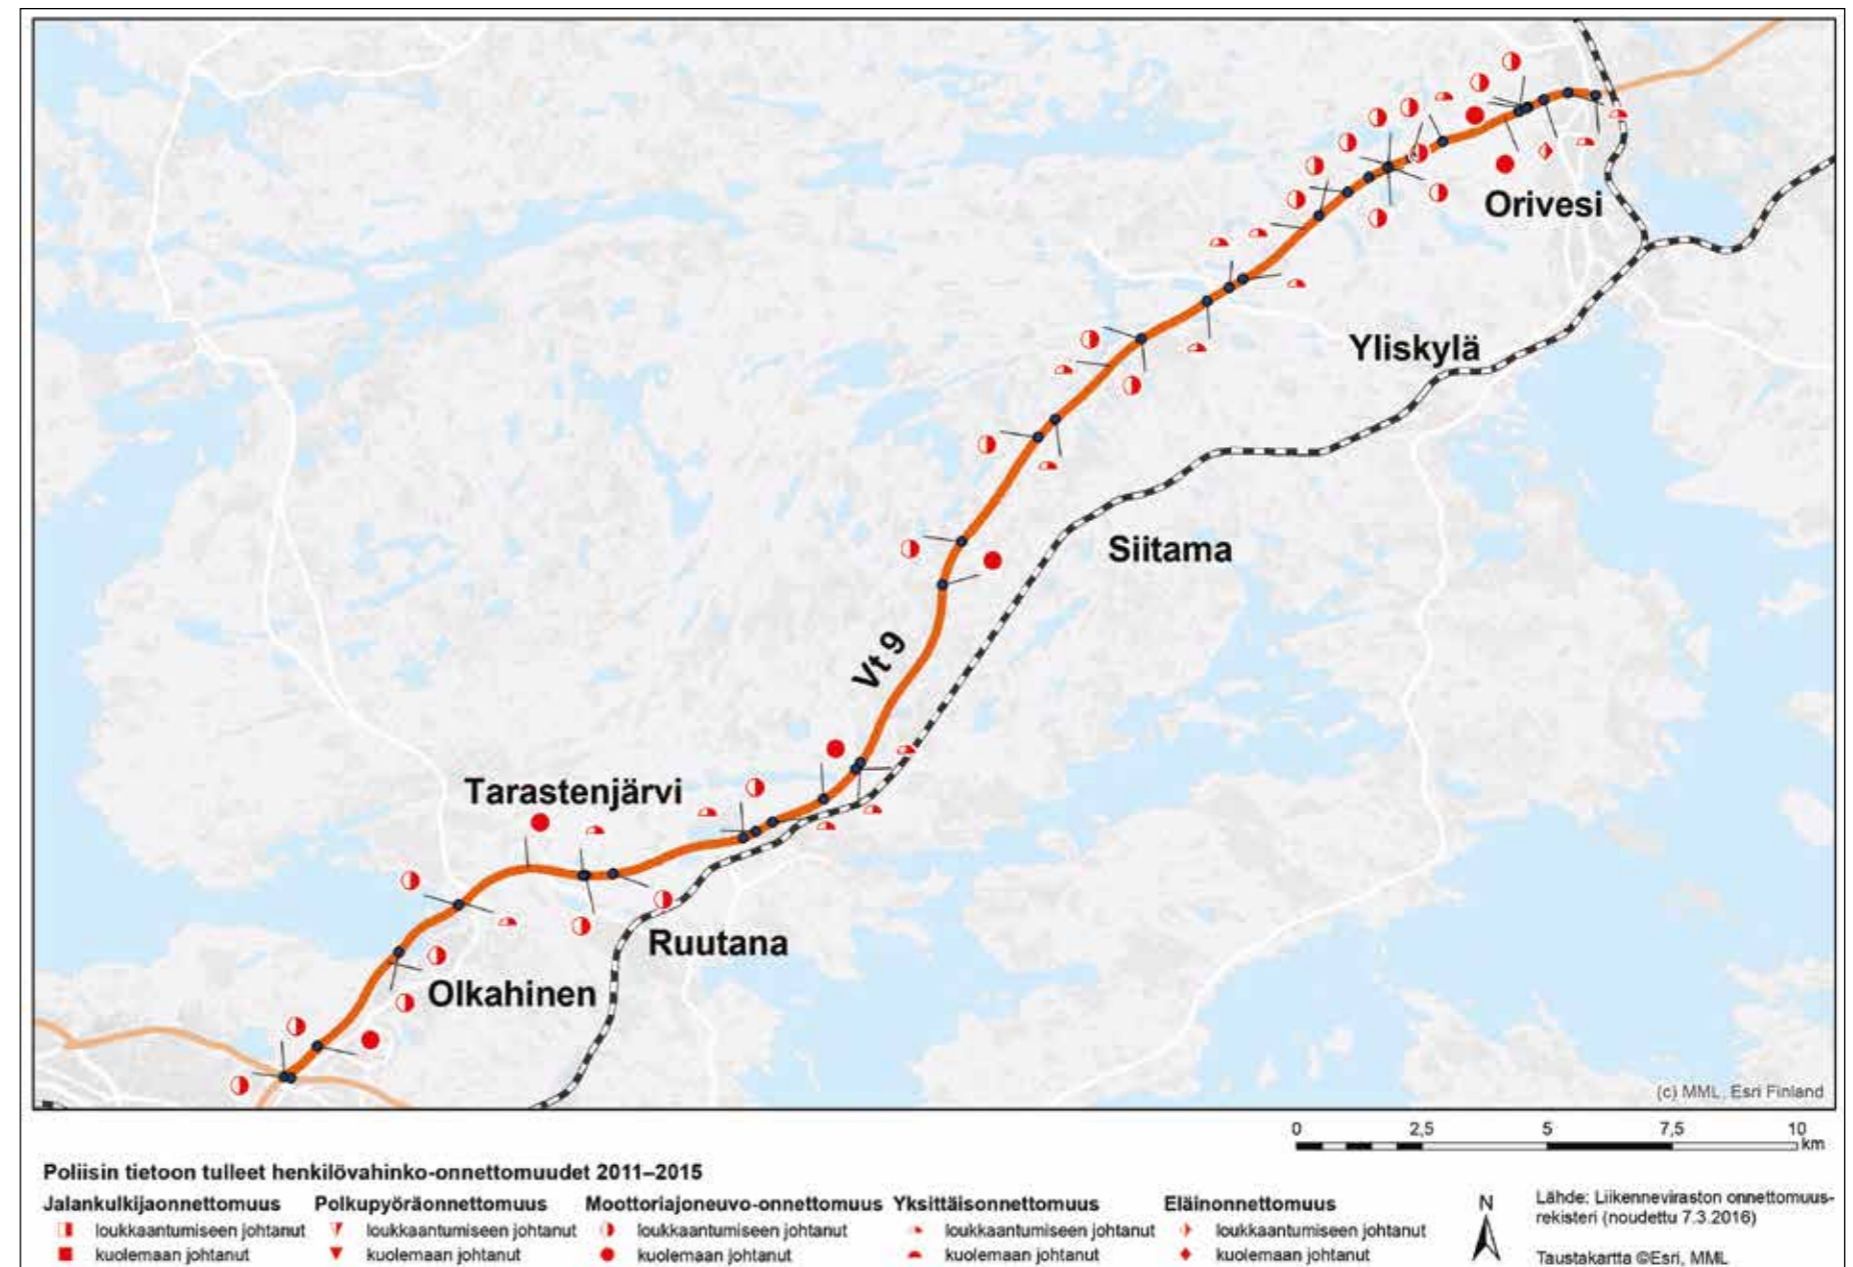 Orivesi
Yliskylä
Siitama
Vt 9
Tarastenjärvi
Ruutana
Olkahinen
(c) MML, Esri Finland
0 2,5 5 7,5 10
km
Poliisin tietoon tulleet henkilövahinko-onnettomuudet 2011–2015
Jalankulkijaonnettomuus Polkupyöräonnettomuus Moottoriajoneuvo-onnettomuus Yksittäisonnettomuus Eläinonnettomuus
loukkaantumiseen johtanut loukkaantumiseen johtanut loukkaantumiseen johtanut loukkaantumiseen johtanut loukkaantumiseen johtanut
kuolemaan johtanut kuolemaan johtanut kuolemaan johtanut kuolemaan johtanut kuolemaan johtanut
N
Lähde: Liikenneviraston onnettomuus-
rekisteri (noudettu 7.3.2016)
Taustakartta ©Esri, MML